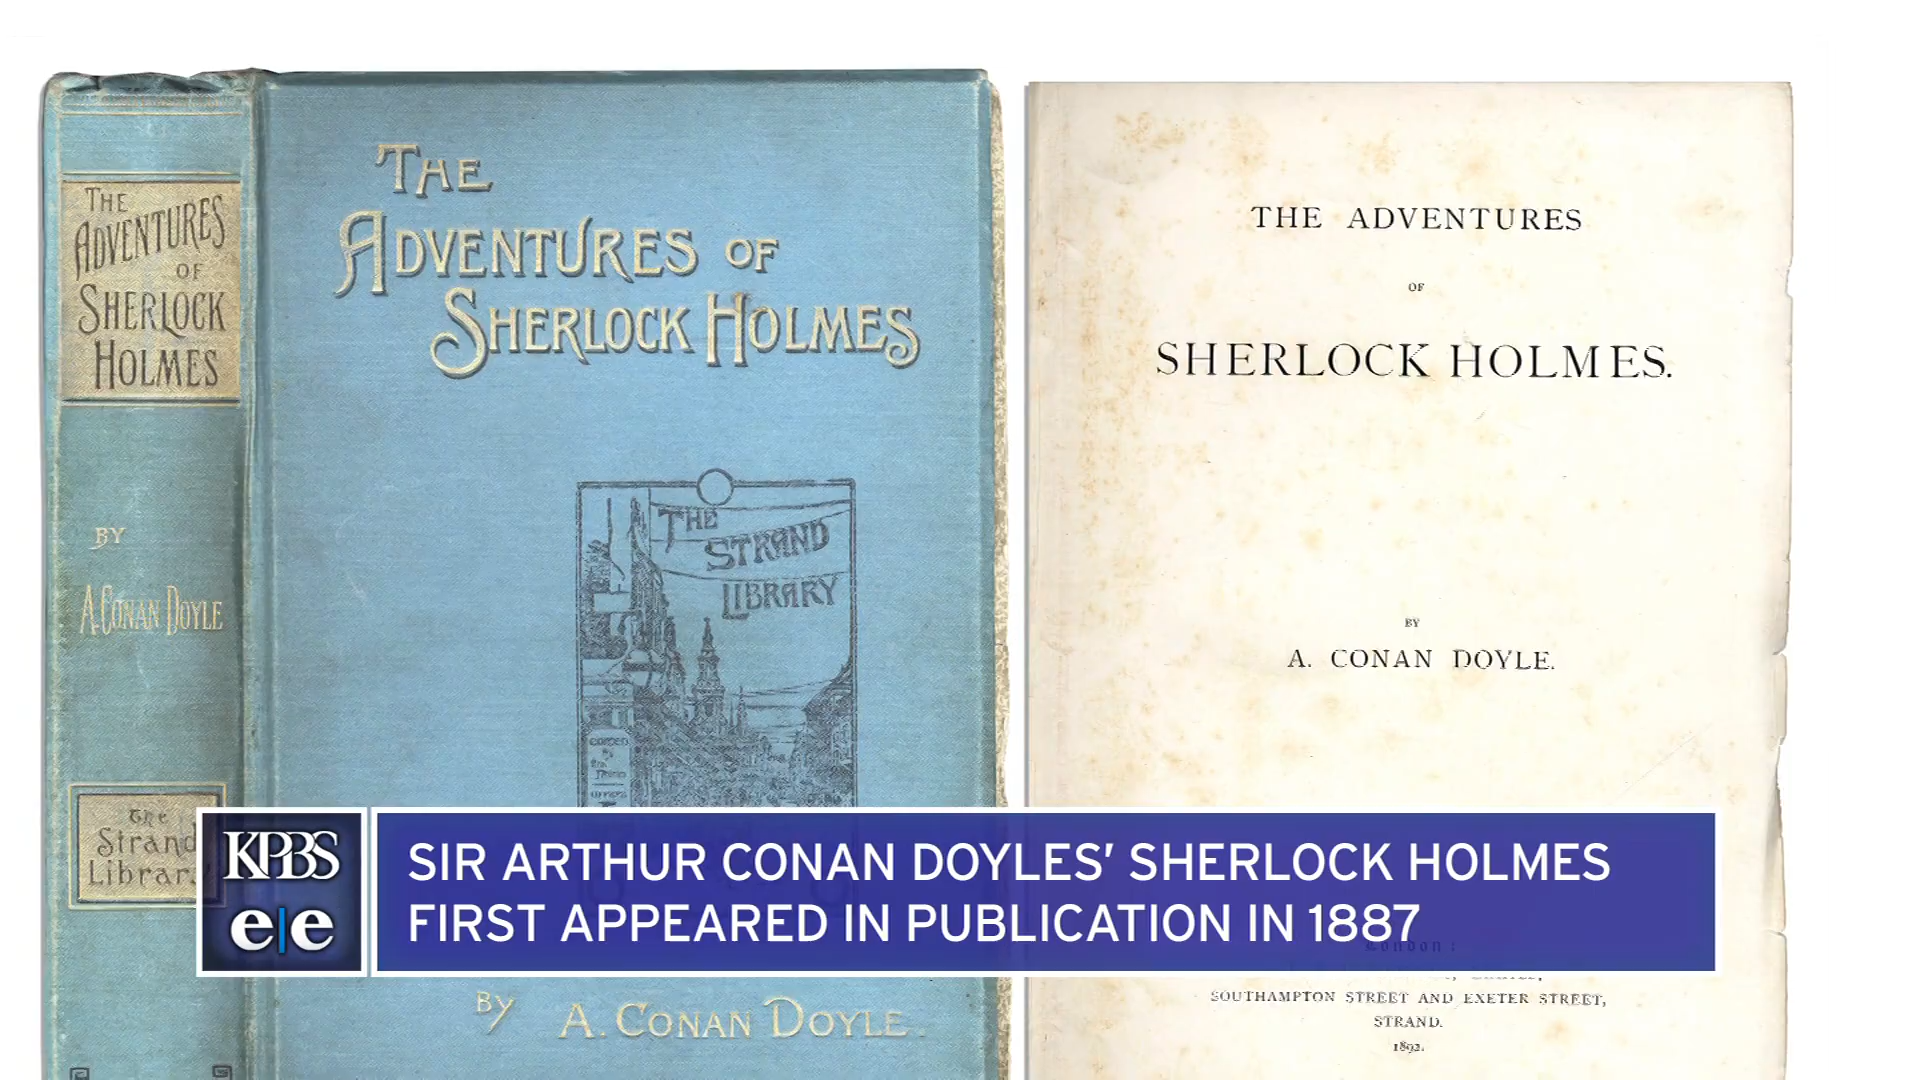 THE
ADVENTURES
OF
SHERLOCK
HOLMES
BY
A. CONAN DOYLE
The
Strand
Library
THE
ADVENTURES OF
SHERLOCK HOLMES
THE
STRAND
LIBRARY
BY A. CONAN DOYLE.
THE ADVENTURES
OF
SHERLOCK HOLMES.
BY
A. CONAN DOYLE.
London:
SOUTHAMPTON STREET AND EXETER STREET,
STRAND.
1892.
KPBS
e|e
SIR ARTHUR CONAN DOYLES' SHERLOCK HOLMES
FIRST APPEARED IN PUBLICATION IN 1887